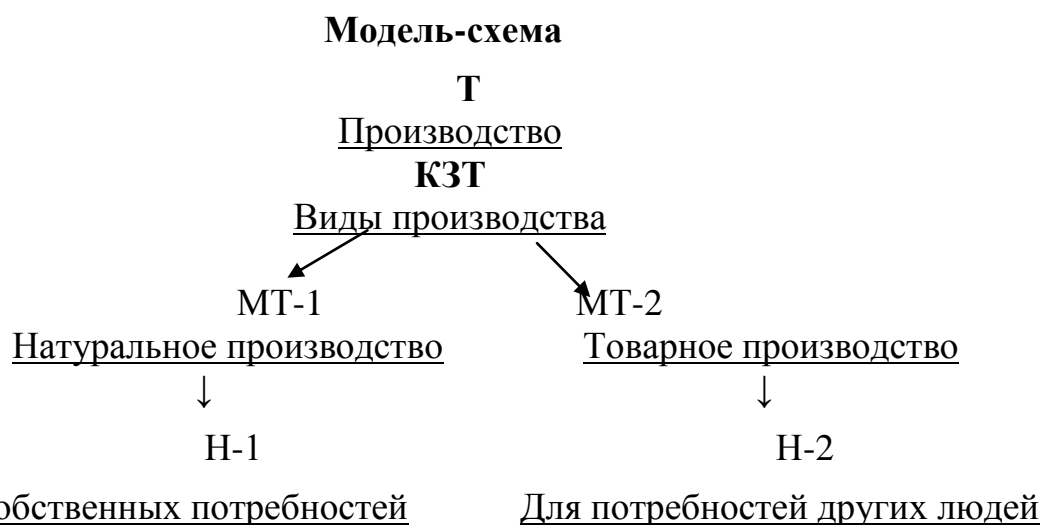 Модель-схема
Т
Производство
КЗТ
Виды производства
МТ-1 МТ-2
Натуральное производство Товарное производство
↓ ↓
Н-1 Н-2
потребностей Для потребностей других людей